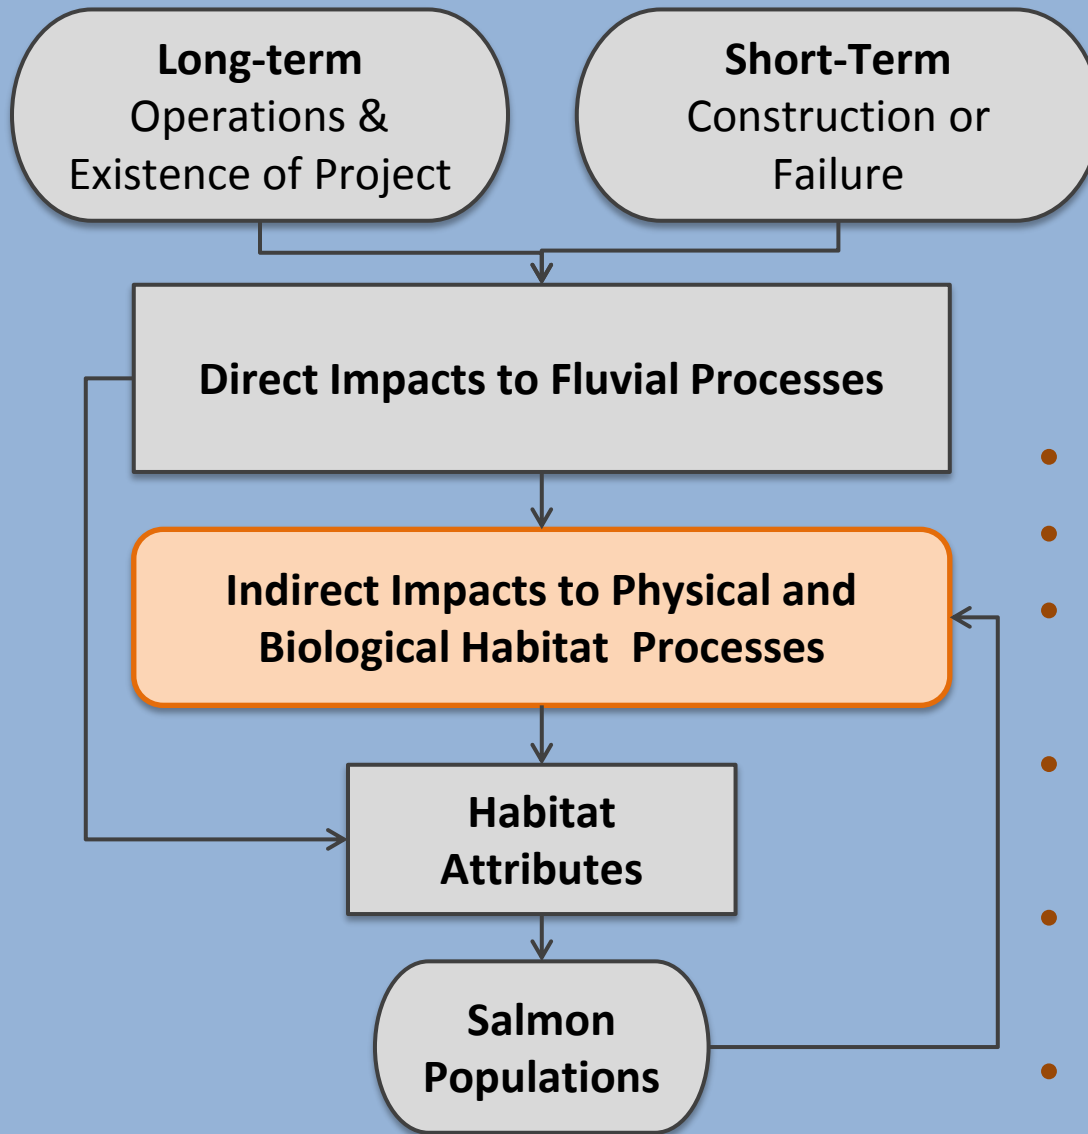 Long-term
Operations &
Existence of Project
Short-Term
Construction or
Failure
Direct Impacts to Fluvial Processes
Indirect Impacts to Physical and
Biological Habitat Processes
Habitat
Attributes
Salmon
Populations